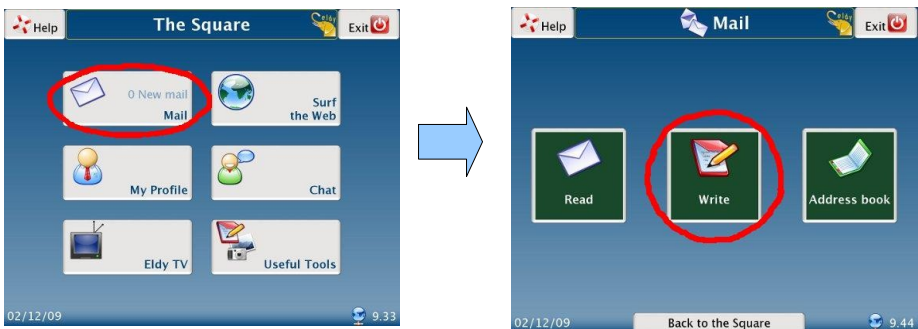 Help
The Square
Exit
0 New mail
Mail
Surf
the Web
My Profile
Chat
Eldy TV
Useful Tools
02/12/09
9.33
Help
Mail
Exit
Read
Write
Address book
02/12/09
Back to the Square
9.44